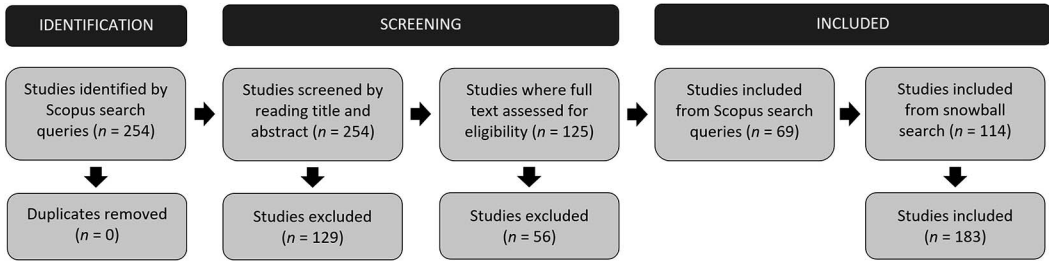 IDENTIFICATION
SCREENING
INCLUDED
Studies identified by
Scopus search
queries (n = 254)
Studies screened by
reading title and
abstract (n = 254)
Studies where full
text assessed for
eligibility (n = 125)
Studies included
from Scopus search
queries (n = 69)
Studies included
from snowball
search (n = 114)
Duplicates removed
(n = 0)
Studies excluded
(n = 129)
Studies excluded
(n = 56)
Studies included
(n = 183)